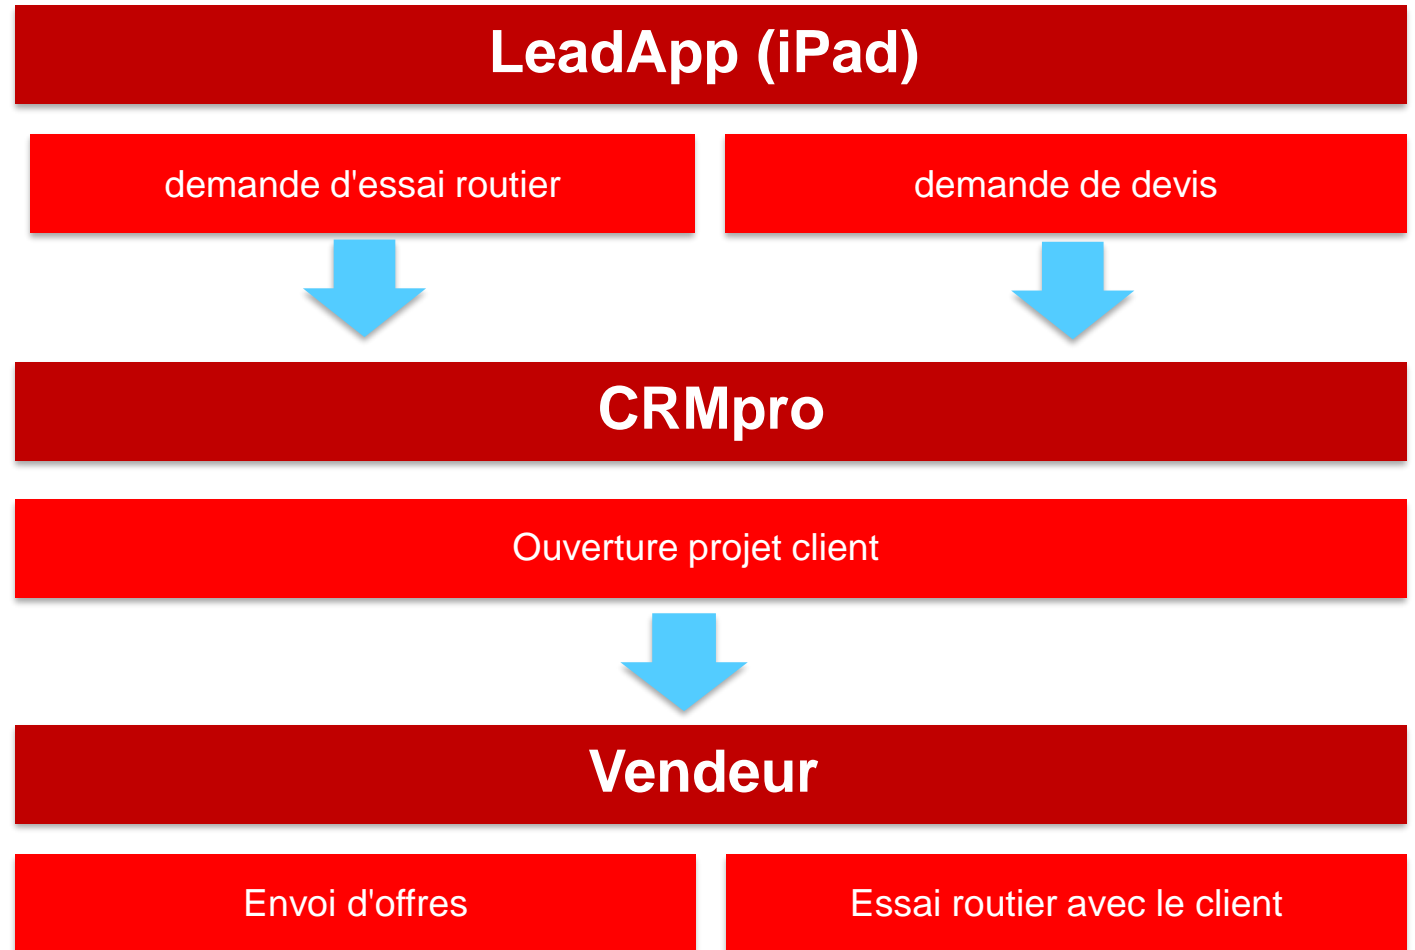 LeadApp (iPad)
demande d'essai routier
demande de devis
CRMpro
Ouverture projet client
Vendeur
Envoi d'offres
Essai routier avec le client